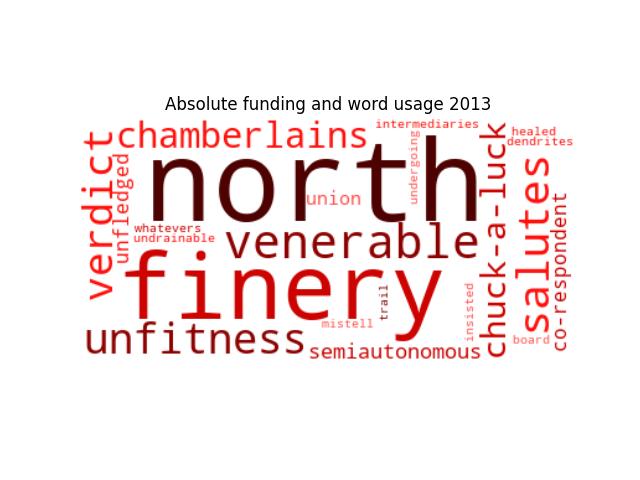 Absolute funding and word usage 2013
chamberlains
intermediaries
healed
dendrites
verdict
unfledged
north
undergoing
chuck-a-luck
salutes
union
co-respondent
whatevers
undrainable
venerable
finery
trail
insisted
mistell
board
unfitness
semiautonomous